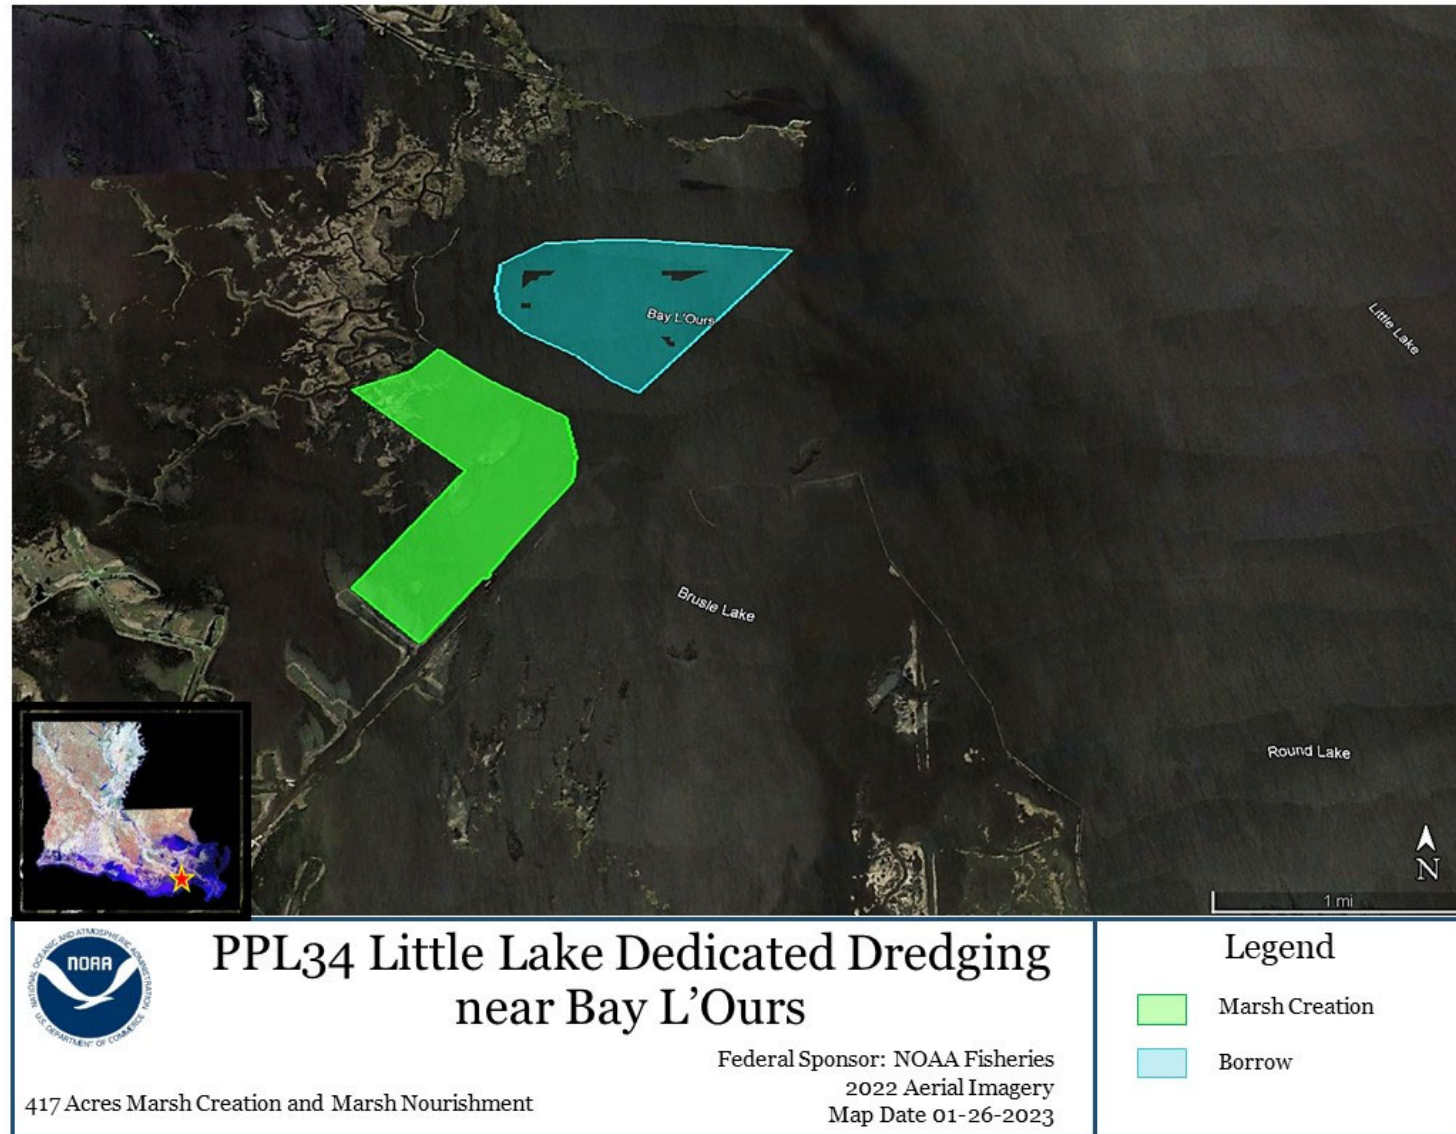 Bay L'Ours
Little Lake
Brusle Lake
Round Lake
N
1 mi
NATIONAL OCEANIC AND ATMOSPHERIC ADMINISTRATION
NOAA
U.S. DEPARTMENT OF COMMERCE
PPL34 Little Lake Dedicated Dredging
near Bay L’Ours
Federal Sponsor: NOAA Fisheries
2022 Aerial Imagery
Map Date 01-26-2023
417 Acres Marsh Creation and Marsh Nourishment
Legend
Marsh Creation
Borrow